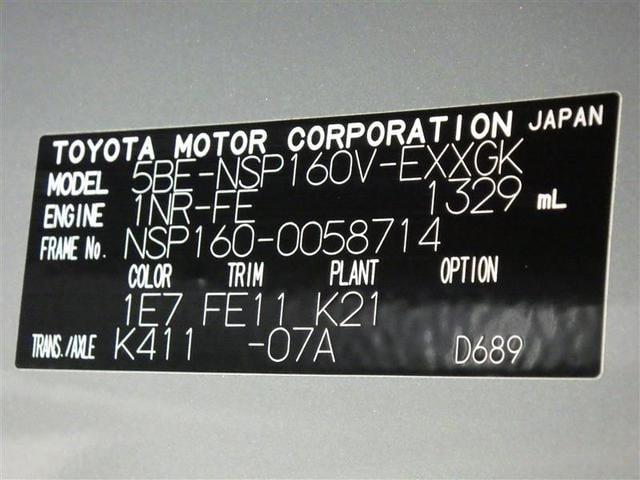 TOYOTA MOTOR CORPORATION JAPAN
MODEL 5BE-NSP160V-EXXGK
ENGINE 1NR-FE 1329 mL
FRAME No. NSP160-0058714
COLOR TRIM PLANT OPTION
1E7 FE11 K21
TRANS./AXLE K411 -07A D689